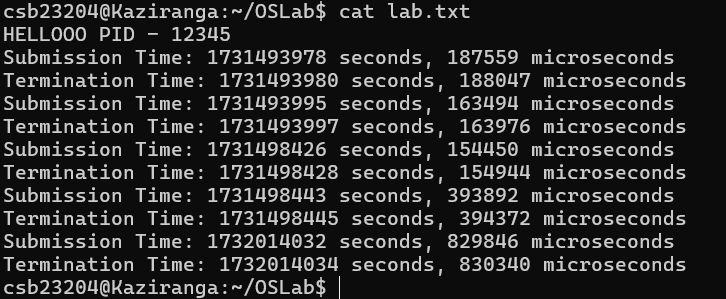 csb23204@Kaziranga:~/OSLab$ cat lab.txt
HELLOOO PID - 12345
Submission Time: 1731493978 seconds, 187559 microseconds
Termination Time: 1731493980 seconds, 188047 microseconds
Submission Time: 1731493995 seconds, 163494 microseconds
Termination Time: 1731493997 seconds, 163976 microseconds
Submission Time: 1731498426 seconds, 154450 microseconds
Termination Time: 1731498428 seconds, 154944 microseconds
Submission Time: 1731498443 seconds, 393892 microseconds
Termination Time: 1731498445 seconds, 394372 microseconds
Submission Time: 1732014032 seconds, 829846 microseconds
Termination Time: 1732014034 seconds, 830340 microseconds
csb23204@Kaziranga:~/OSLab$